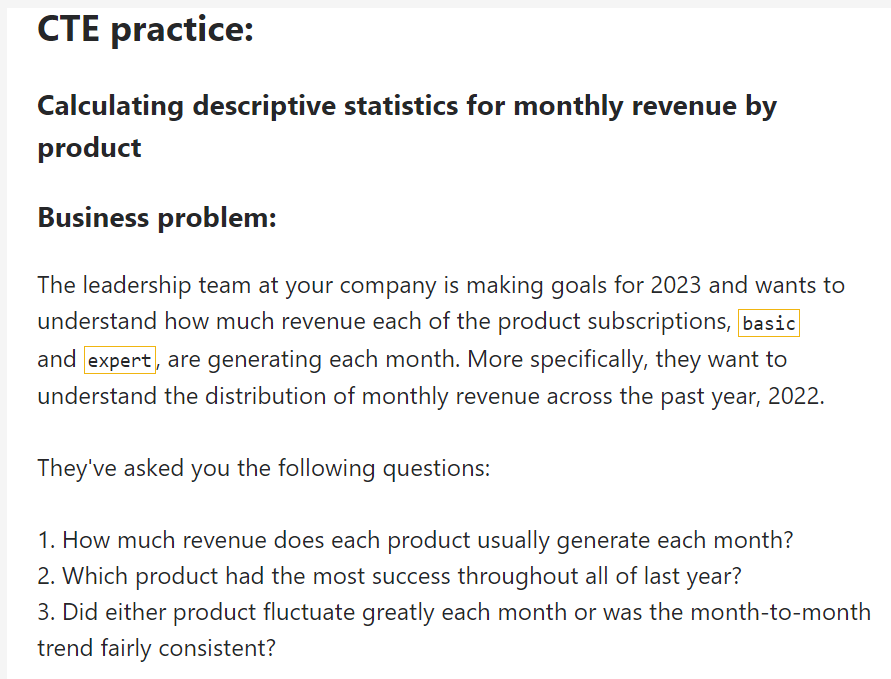 CTE practice:
Calculating descriptive statistics for monthly revenue by
product
Business problem:
The leadership team at your company is making goals for 2023 and wants to
understand how much revenue each of the product subscriptions, basic
and expert, are generating each month. More specifically, they want to
understand the distribution of monthly revenue across the past year, 2022.
They've asked you the following questions:
1. How much revenue does each product usually generate each month?
2. Which product had the most success throughout all of last year?
3. Did either product fluctuate greatly each month or was the month-to-month
trend fairly consistent?